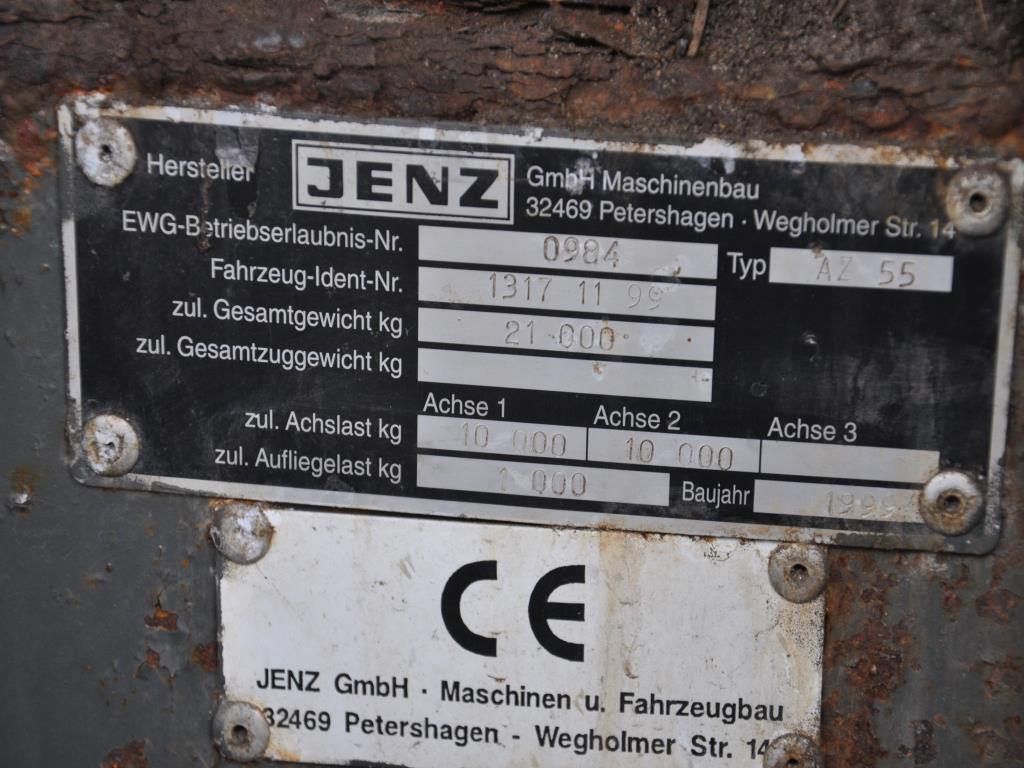 Hersteller JENZ GmbH Maschinenbau
32469 Petershagen · Wegholmer Str. 14
EWG-Betriebserlaubnis-Nr. 0984 Typ AZ 55
Fahrzeug-Ident-Nr. 1317 11 99
zul. Gesamtgewicht kg 21 000
zul. Gesamtzuggewicht kg
Achse 1 Achse 2 Achse 3
zul. Achslast kg 10 000 10 000
zul. Aufliegelast kg 1 000 Baujahr 1999
CE
JENZ GmbH · Maschinen u. Fahrzeugbau
32469 Petershagen - Wegholmer Str. 14